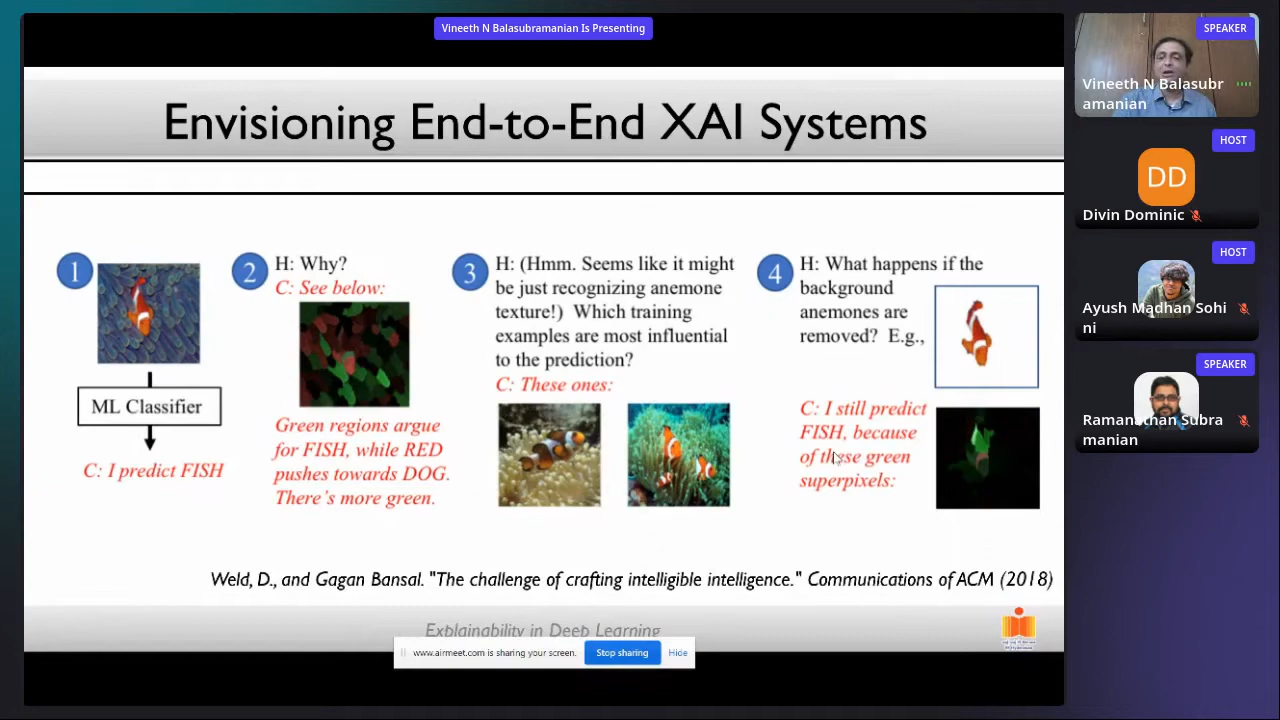 Vineeth N Balasubramanian Is Presenting
Envisioning End-to-End XAI Systems
1
ML Classifier
C: I predict FISH
2
H: Why?
C: See below:
Green regions argue
for FISH, while RED
pushes towards DOG.
There's more green.
3
H: (Hmm. Seems like it might
be just recognizing anemone
texture!) Which training
examples are most influential
to the prediction?
C: These ones:
4
H: What happens if the
background
anemones are
removed? E.g.,
C: I still predict
FISH, because
of these green
superpixels:
Weld, D., and Gagan Bansal. "The challenge of crafting intelligible intelligence." Communications of ACM (2018)
Explainability in Deep Learning
www.airmeet.com is sharing your screen.
Stop sharing
Hide
SPEAKER
Vineeth N Balasubr
amanian
HOST
DD
Divin Dominic
HOST
Ayush Madhan Sohi
ni
SPEAKER
Ramanathan Subra
manian